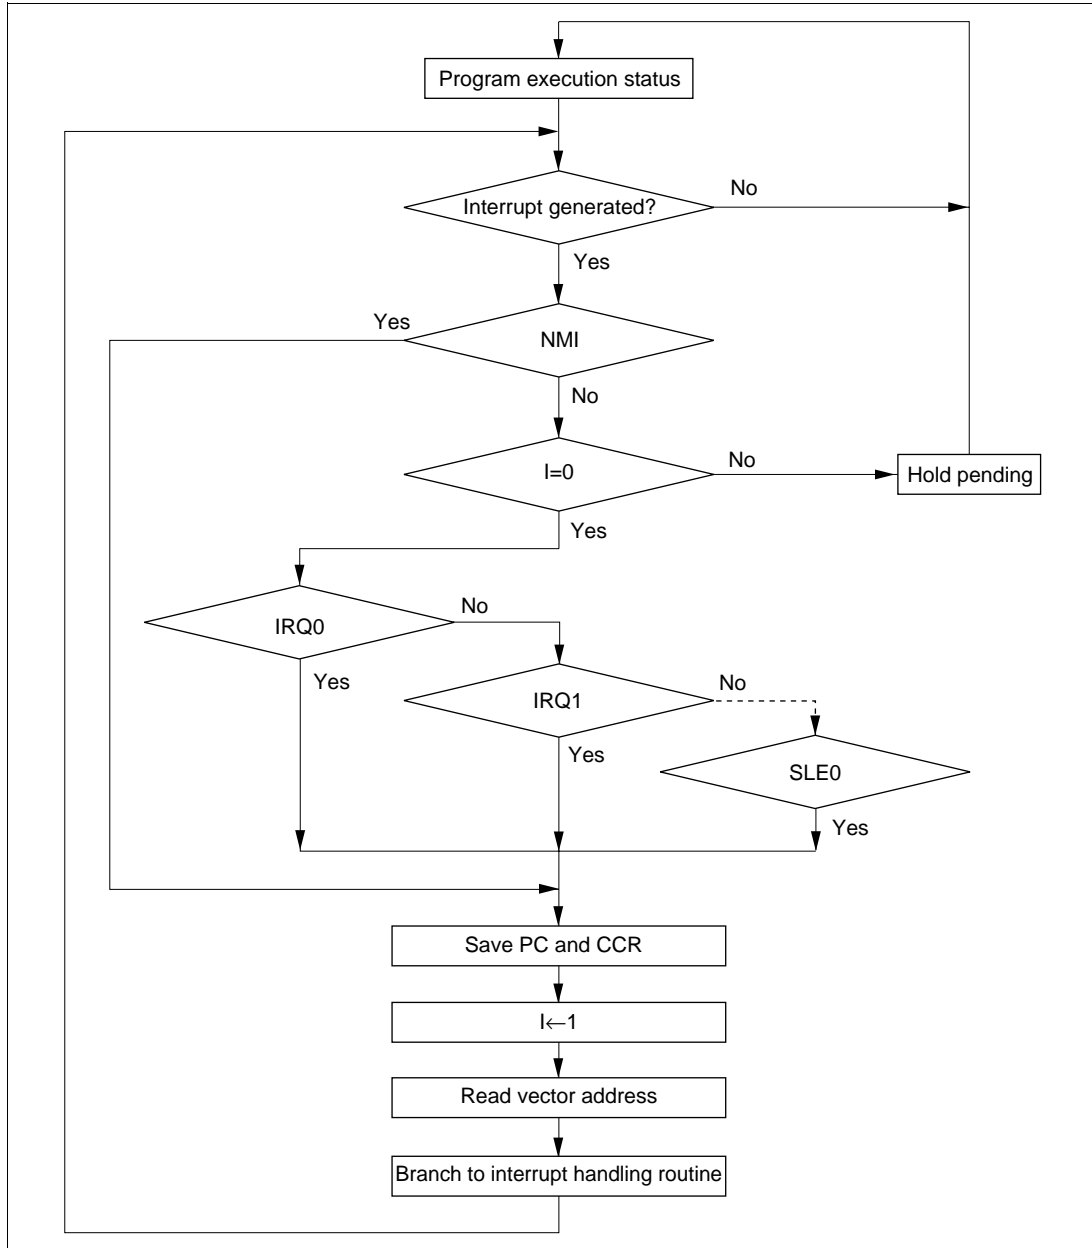 Program execution status
Interrupt generated?
No
Yes
Yes
NMI
No
I=0
No
Hold pending
Yes
IRQ0
No
Yes
IRQ1
No
Yes
SLE0
Yes
Save PC and CCR
I←1
Read vector address
Branch to interrupt handling routine